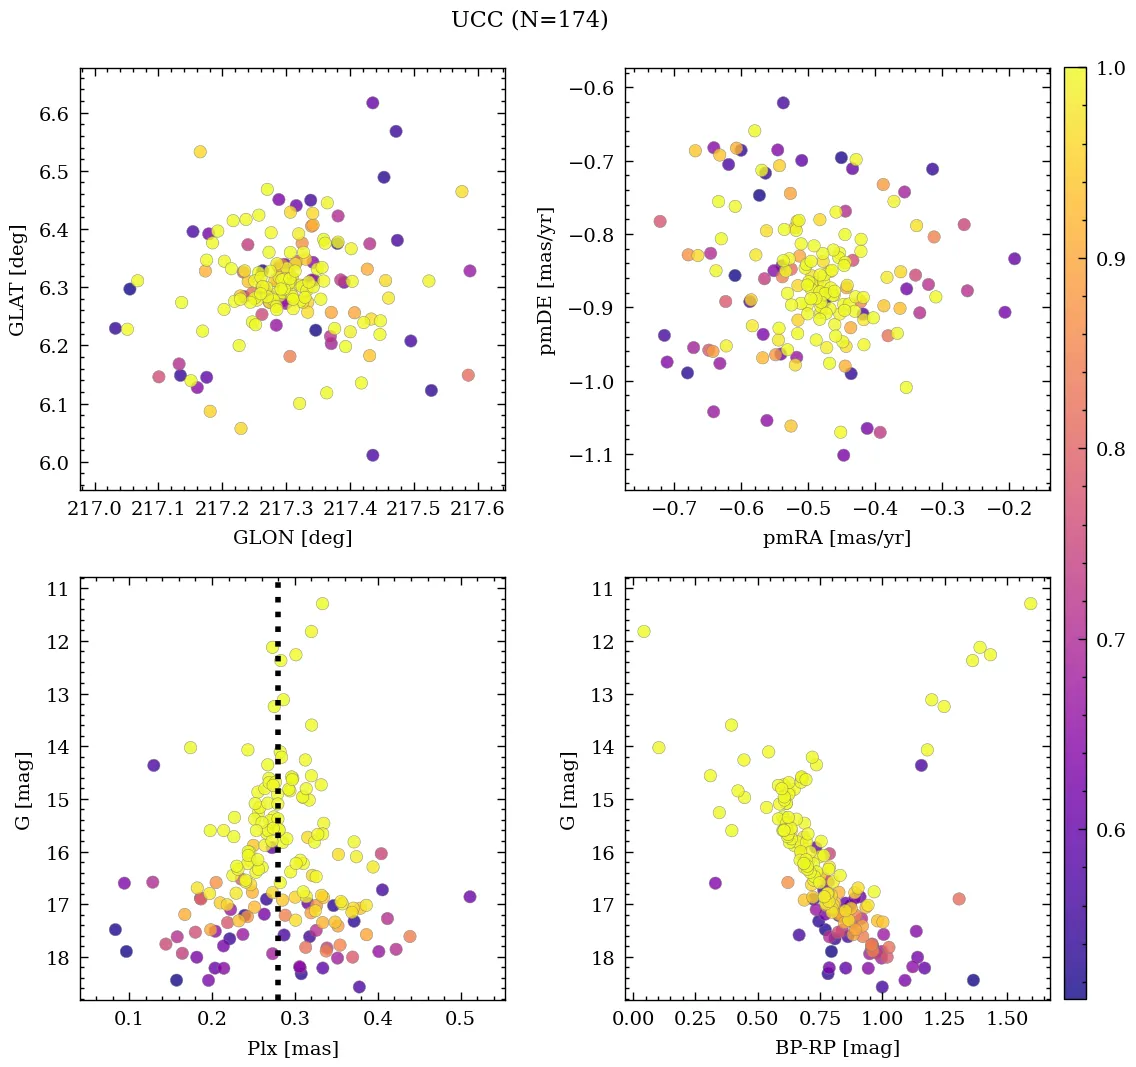 UCC (N=174)
6.6
6.5
6.4
6.3
6.2
6.1
6.0
GLAT [deg]
217.0 217.1 217.2 217.3 217.4 217.5 217.6
GLON [deg]
−0.6
−0.7
−0.8
−0.9
−1.0
−1.1
pmDE [mas/yr]
−0.7 −0.6 −0.5 −0.4 −0.3 −0.2
pmRA [mas/yr]
1.0
0.9
0.8
0.7
0.6
11
12
13
14
15
16
17
18
G [mag]
0.1 0.2 0.3 0.4 0.5
Plx [mas]
11
12
13
14
15
16
17
18
G [mag]
0.00 0.25 0.50 0.75 1.00 1.25 1.50
BP-RP [mag]